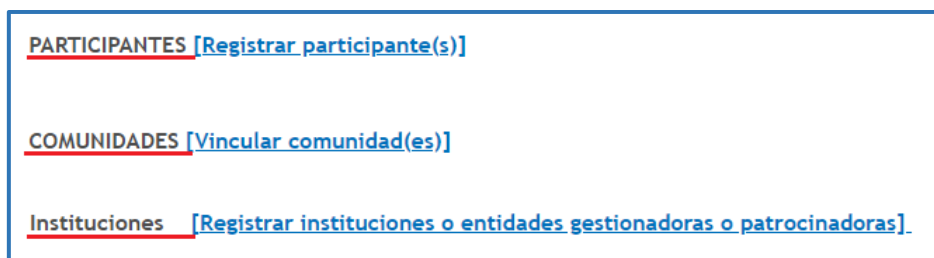 PARTICIPANTES [Registrar participante(s)]
COMUNIDADES [Vincular comunidad(es)]
Instituciones [Registrar instituciones o entidades gestionadoras o patrocinadoras]